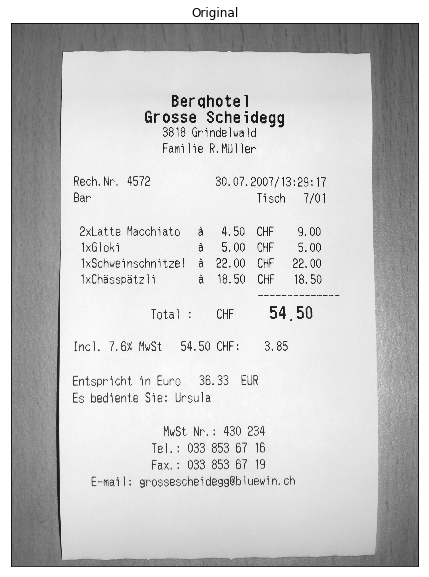 Original
Berghotel
Grosse Scheidegg
3818 Grindelwald
Familie R.Müller
Rech.Nr. 4572 30.07.2007/13:29:17
Bar Tisch 7/01
2xLatte Macchiato à 4.50 CHF 9.00
1xGloki à 5.00 CHF 5.00
1xSchweinschnitzel à 22.00 CHF 22.00
1xChässpätzli à 18.50 CHF 18.50
--------------
Total : CHF 54.50
Incl. 7.6% MwSt 54.50 CHF: 3.85
Entspricht in Euro 36.33 EUR
Es bediente Sie: Ursula
MwSt Nr.: 430 234
Tel.: 033 853 67 16
Fax.: 033 853 67 19
E-mail: grossescheidegg@bluewin.ch